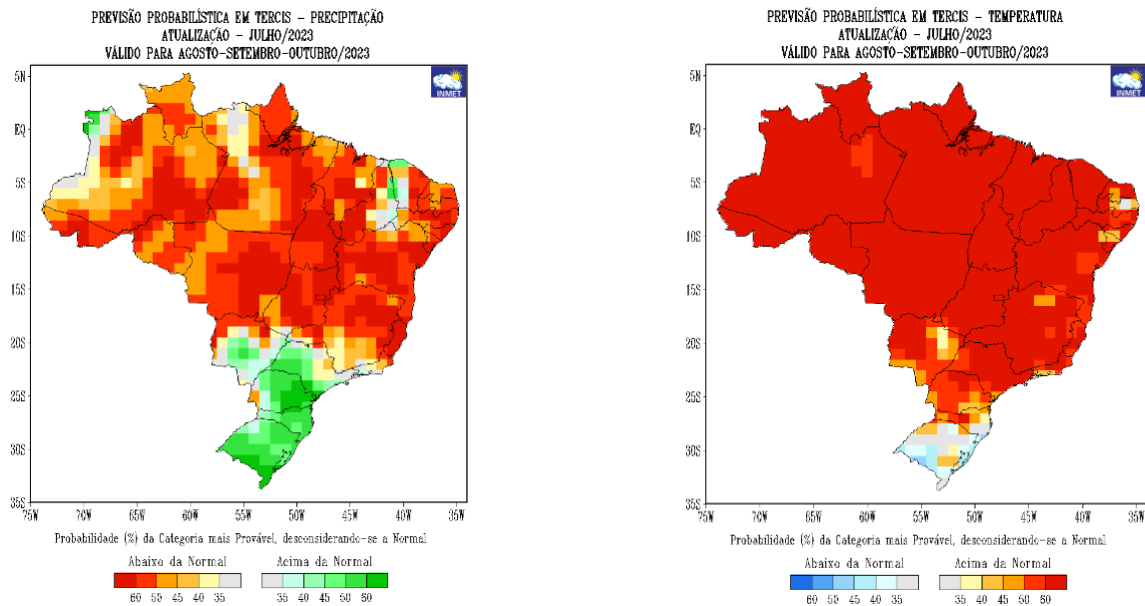 PREVISÃO PROBABILÍSTICA EM TERCIS - PRECIPITAÇÃO
ATUALIZAÇÃO - JULHO/2023
VÁLIDO PARA AGOSTO-SETEMBRO-OUTUBRO/2023
INMET
5N
EQ
5S
10S
15S
20S
25S
30S
35S
75W 70W 65W 60W 55W 50W 45W 40W 35W
Probabilidade (%) da Categoria mais Provável, desconsiderando-se a Normal
Abaixo da Normal Acima da Normal
60 50 45 40 35 35 40 45 50 60
PREVISÃO PROBABILÍSTICA EM TERCIS - TEMPERATURA
ATUALIZAÇÃO - JULHO/2023
VÁLIDO PARA AGOSTO-SETEMBRO-OUTUBRO/2023
INMET
5N
EQ
5S
10S
15S
20S
25S
30S
35S
75W 70W 65W 60W 55W 50W 45W 40W 35W
Probabilidade (%) da Categoria mais Provável, desconsiderando-se a Normal
Abaixo da Normal Acima da Normal
60 50 45 40 35 35 40 45 50 60